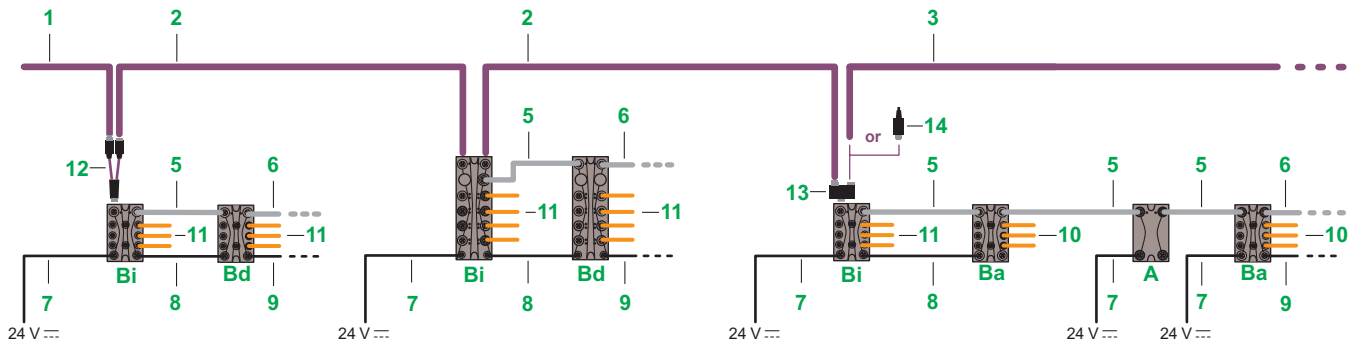 1 2 2 3
5 6 or 14
12 5 6 13 5 5 5 6
11 11 11 11 11 10 10
Bi Bd Bi Bd Bi Ba A Ba
7 8 9 7 8 9 7 8 7 7 9
24 V 24 V 24 V 24 V 24 V